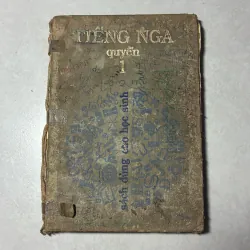 TIẾNG NGA
quyển
1
sách dùng cho học sinh